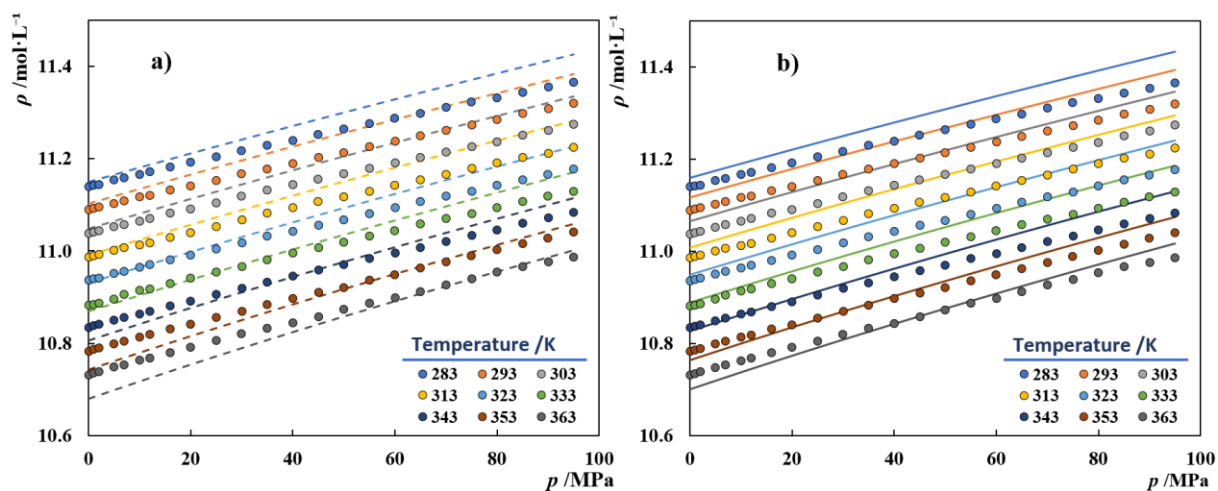 ρ /mol·L⁻¹
a)
11.4
11.2
11.0
10.8
10.6
Temperature /K
283 293 303
313 323 333
343 353 363
0 20 40 60 80 100
p /MPa
ρ /mol·L⁻¹
b)
11.4
11.2
11.0
10.8
10.6
Temperature /K
283 293 303
313 323 333
343 353 363
0 20 40 60 80 100
p /MPa